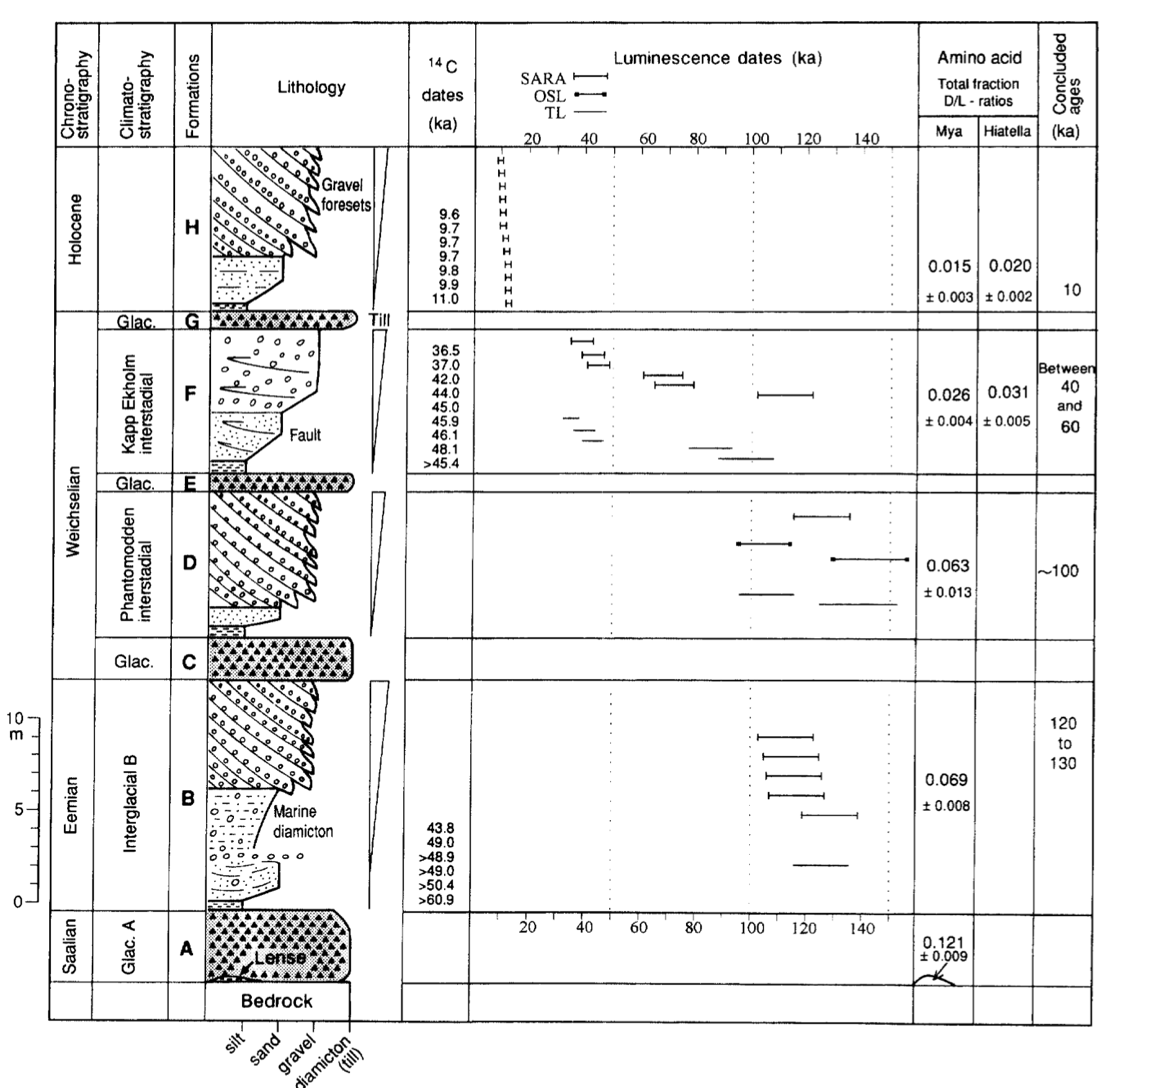 Chrono-
stratigraphy
Climato-
stratigraphy
Formations
Lithology
14 C
dates
(ka)
Luminescence dates (ka)
SARA
OSL
TL
20 40 60 80 100 120 140
Amino acid
Total fraction
D/L - ratios
Mya Hiatella
Concluded
ages
(ka)
Holocene
H
Gravel
foresets
9.6
9.7
9.7
9.7
9.8
9.9
11.0
0.015 0.020
± 0.003 ± 0.002
10
Weichselian
Glac. G Till
Kapp Ekholm
interstadial
F
Fault
36.5
37.0
42.0
44.0
45.0
45.9
46.1
48.1
>45.4
0.026 0.031
± 0.004 ± 0.005
Between
40
and
60
Glac. E
Phantomodden
interstadial
D
0.063
± 0.013
~100
Glac. C
Eemian
Interglacial B
B
Marine
diamicton
43.8
49.0
>48.9
>49.0
>50.4
>60.9
0.069
± 0.008
120
to
130
10
m
5
0
20 40 60 80 100 120 140
Saalian
Glac. A
A
Lense
0.121
± 0.009
Bedrock
silt
sand
gravel
diamicton
(till)